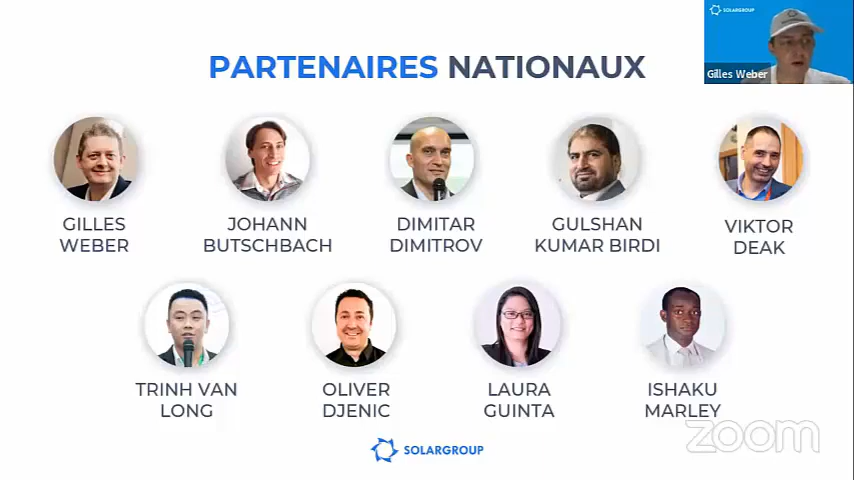 SOLARGROUP
Gilles Weber
PARTENAIRES NATIONAUX
GILLES
WEBER
JOHANN
BUTSCHBACH
DIMITAR
DIMITROV
GULSHAN
KUMAR BIRDI
VIKTOR
DEAK
TRINH VAN
LONG
OLIVER
DJENIC
LAURA
GUINTA
ISHAKU
MARLEY
SOLARGROUP
zoom